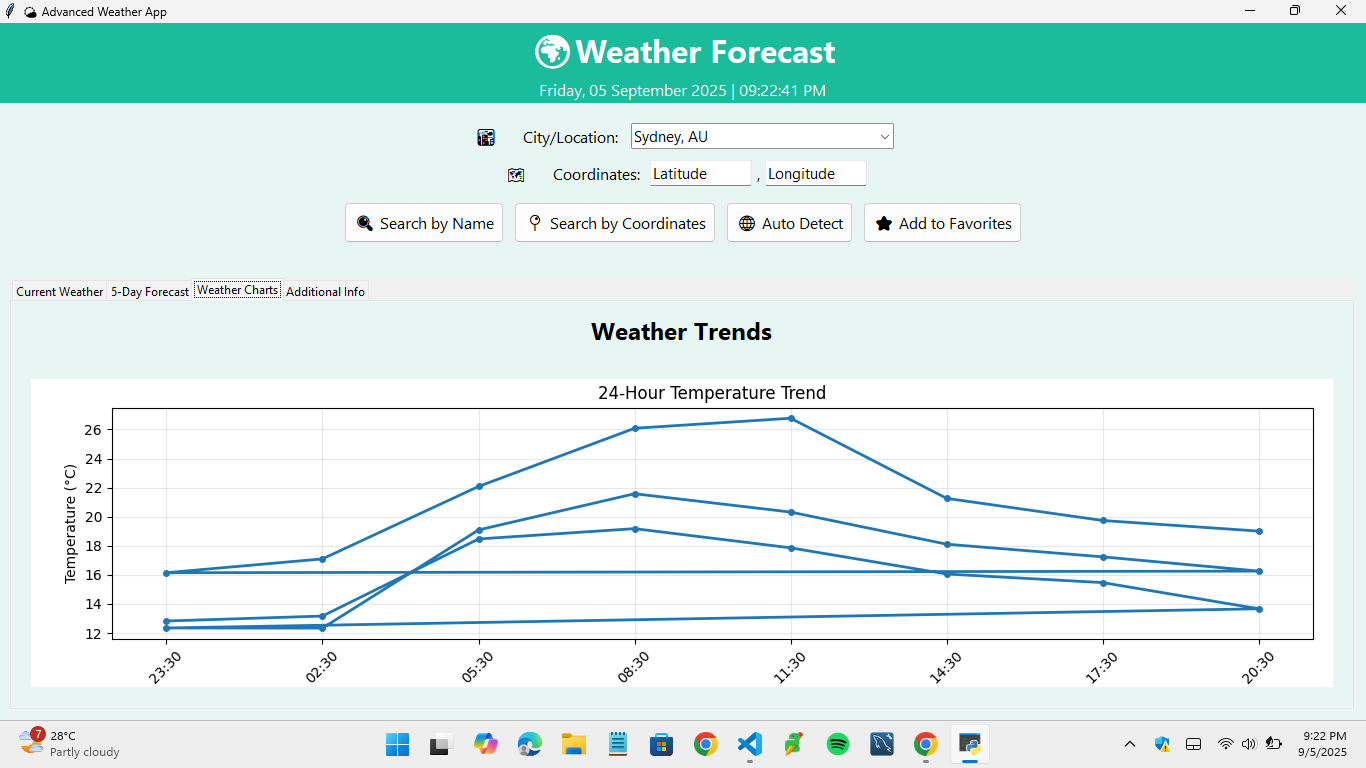 Advanced Weather App
Weather Forecast
Friday, 05 September 2025 | 09:22:41 PM
City/Location: Sydney, AU
Coordinates: Latitude , Longitude
Search by Name Search by Coordinates Auto Detect Add to Favorites
Current Weather 5-Day Forecast Weather Charts Additional Info
Weather Trends
24-Hour Temperature Trend
Temperature (°C)
26
24
22
20
18
16
14
12
23:30 02:30 05:30 08:30 11:30 14:30 17:30 20:30
7 28°C
Partly cloudy
9:22 PM
9/5/2025